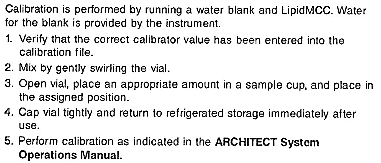 Calibration is performed by running a water blank and LipidMCC. Water
for the blank is provided by the instrument.
1. Verify that the correct calibrator value has been entered into the
calibration file.
2. Mix by gently swirling the vial.
3. Open vial, place an appropriate amount in a sample cup, and place in
the assigned position.
4. Cap vial tightly and return to refrigerated storage immediately after
use.
5. Perform calibration as indicated in the ARCHITECT System
Operations Manual.